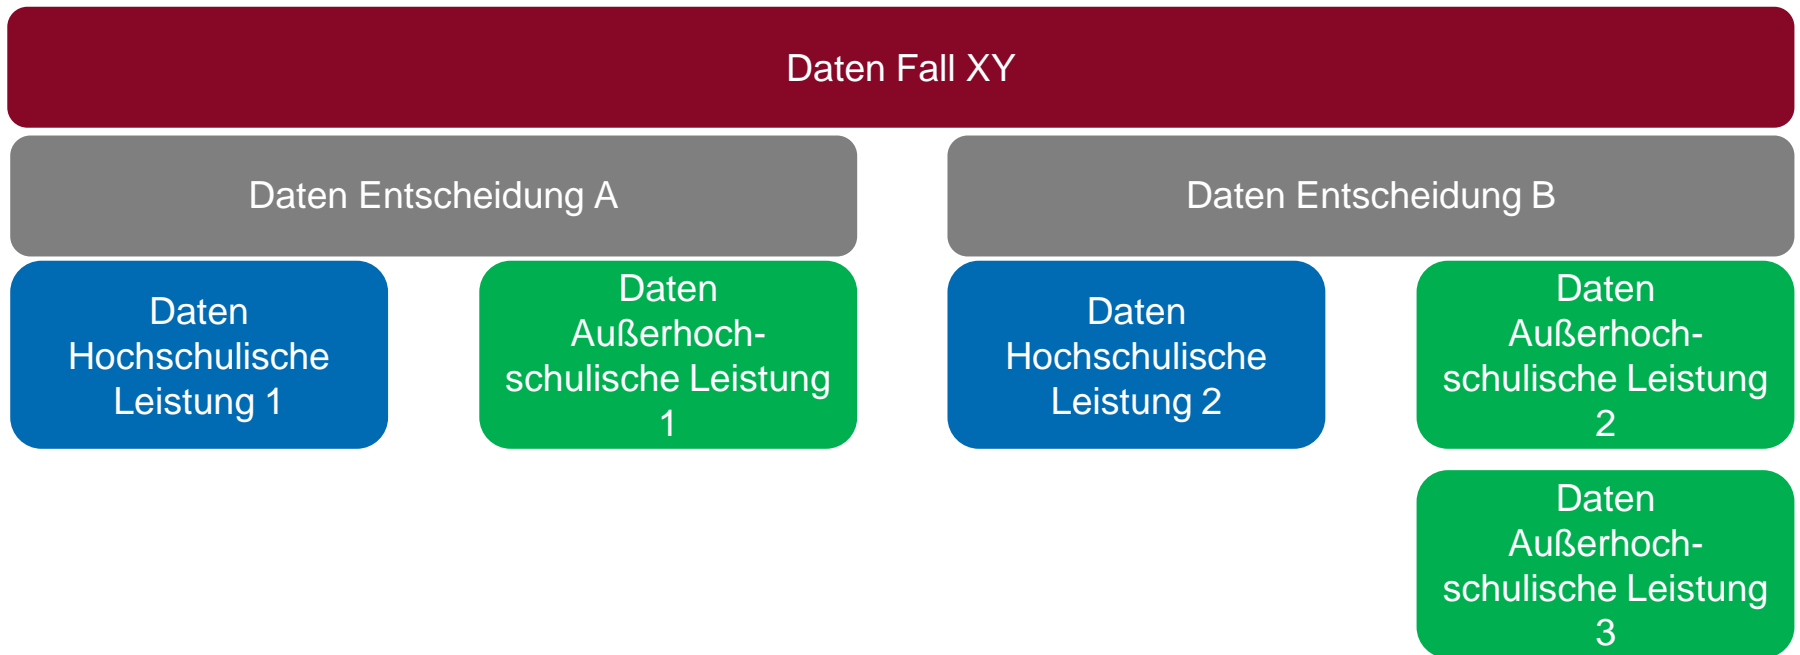 Daten Fall XY
Daten Entscheidung A
Daten Entscheidung B
Daten
Hochschulische
Leistung 1
Daten
Außerhoch-
schulische Leistung
1
Daten
Hochschulische
Leistung 2
Daten
Außerhoch-
schulische Leistung
2
Daten
Außerhoch-
schulische Leistung
3